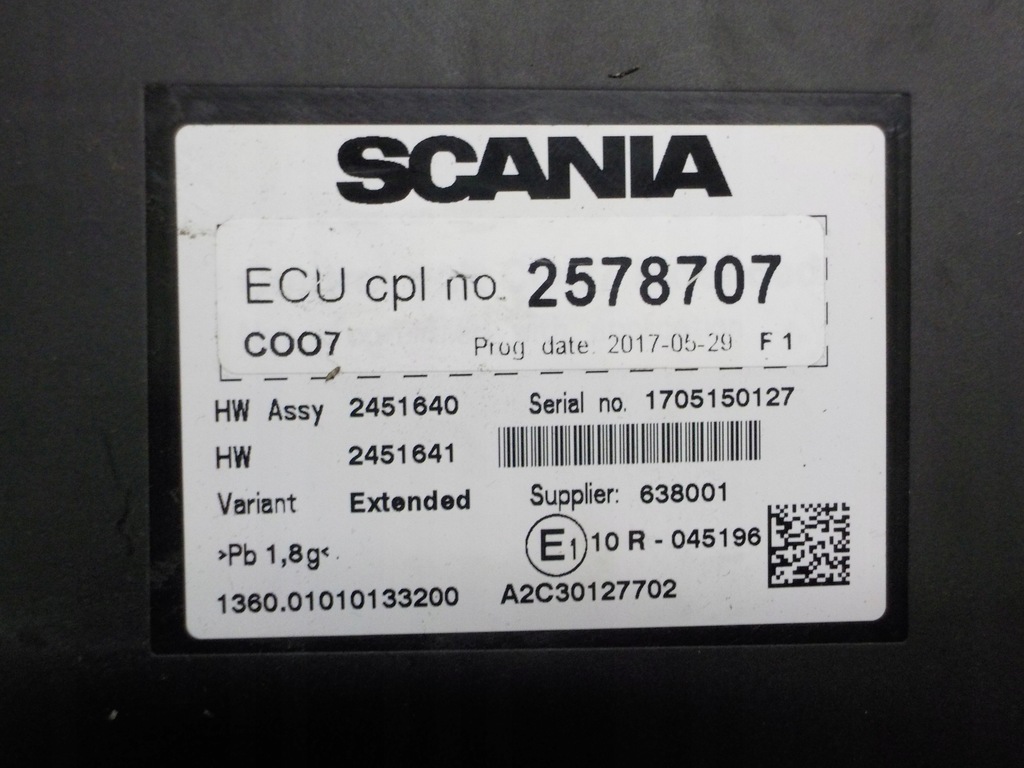 SCANIA
ECU cpl no. 2578707
COO7 Prog date: 2017-05-29 F 1
HW Assy 2451640 Serial no. 1705150127
HW 2451641
Variant Extended Supplier: 638001
>Pb 1,8g< E1 10 R - 045196
1360.01010133200 A2C30127702